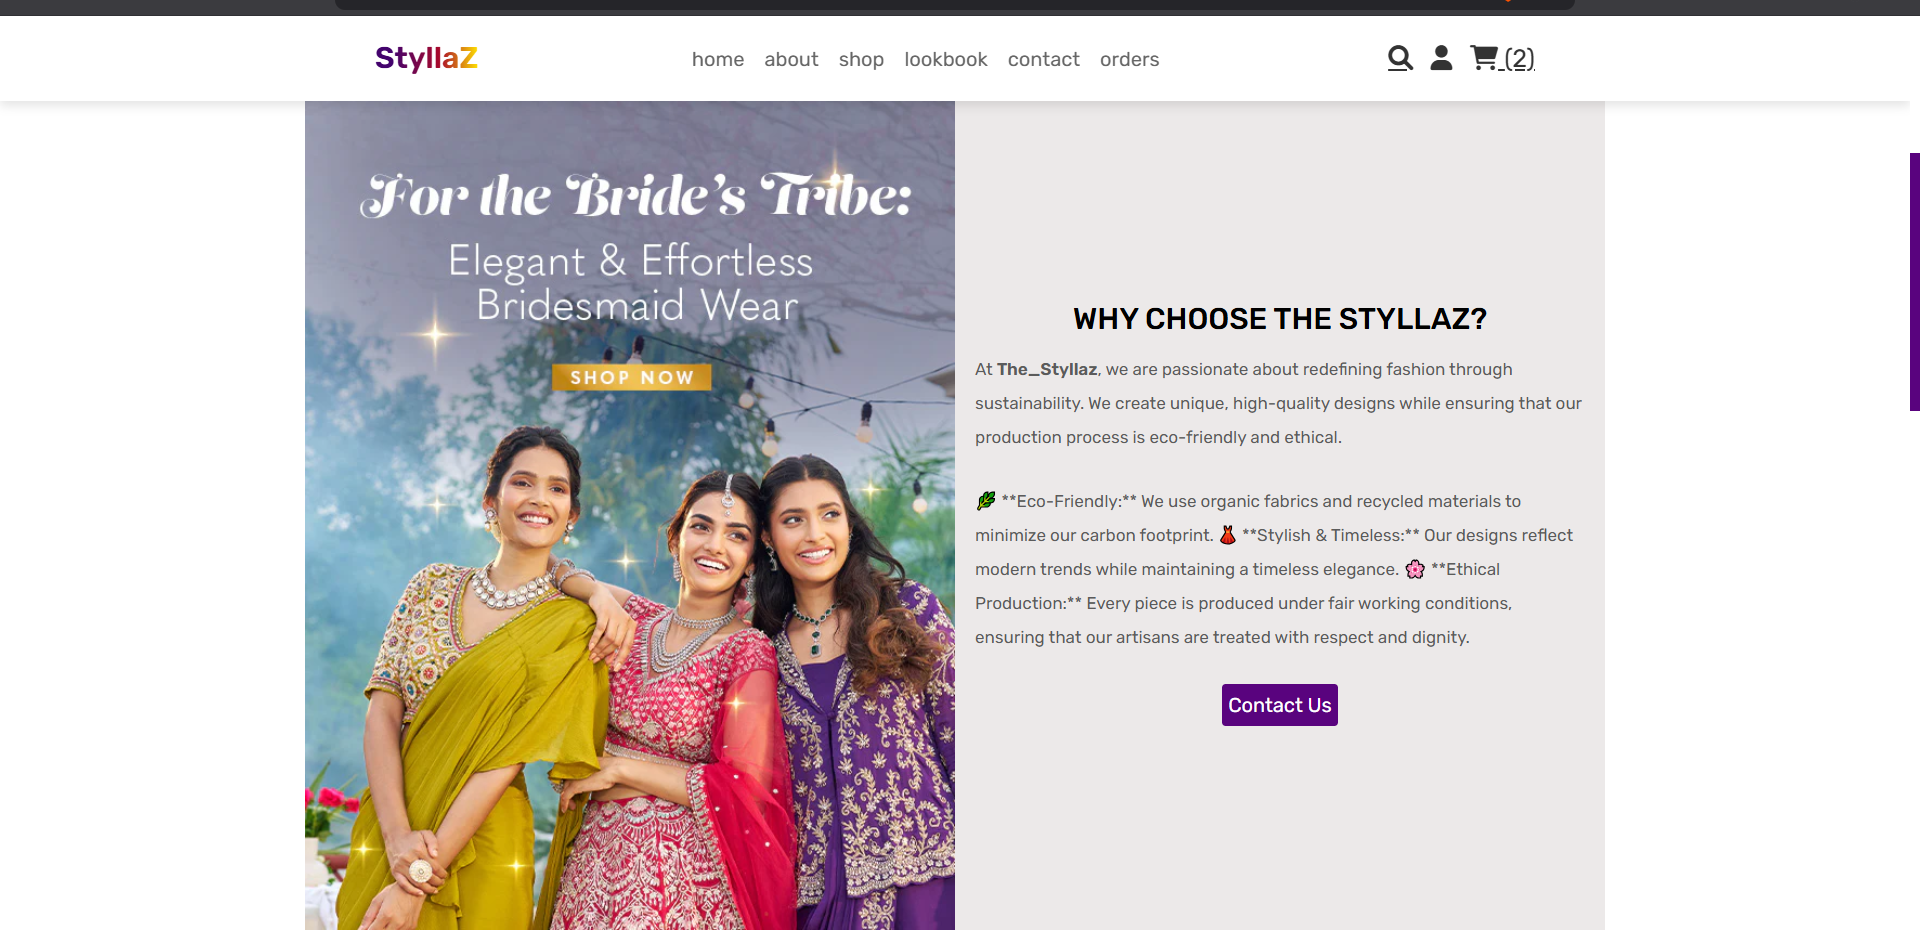 StyllaZ
home about shop lookbook contact orders
(2)
For the Bride's Tribe:
Elegant & Effortless
Bridesmaid Wear
SHOP NOW
WHY CHOOSE THE STYLLAZ?
At The_Styllaz, we are passionate about redefining fashion through
sustainability. We create unique, high-quality designs while ensuring that our
production process is eco-friendly and ethical.
🌿 **Eco-Friendly:** We use organic fabrics and recycled materials to
minimize our carbon footprint. 👗 **Stylish & Timeless:** Our designs reflect
modern trends while maintaining a timeless elegance. 🌸 **Ethical
Production:** Every piece is produced under fair working conditions,
ensuring that our artisans are treated with respect and dignity.
Contact Us